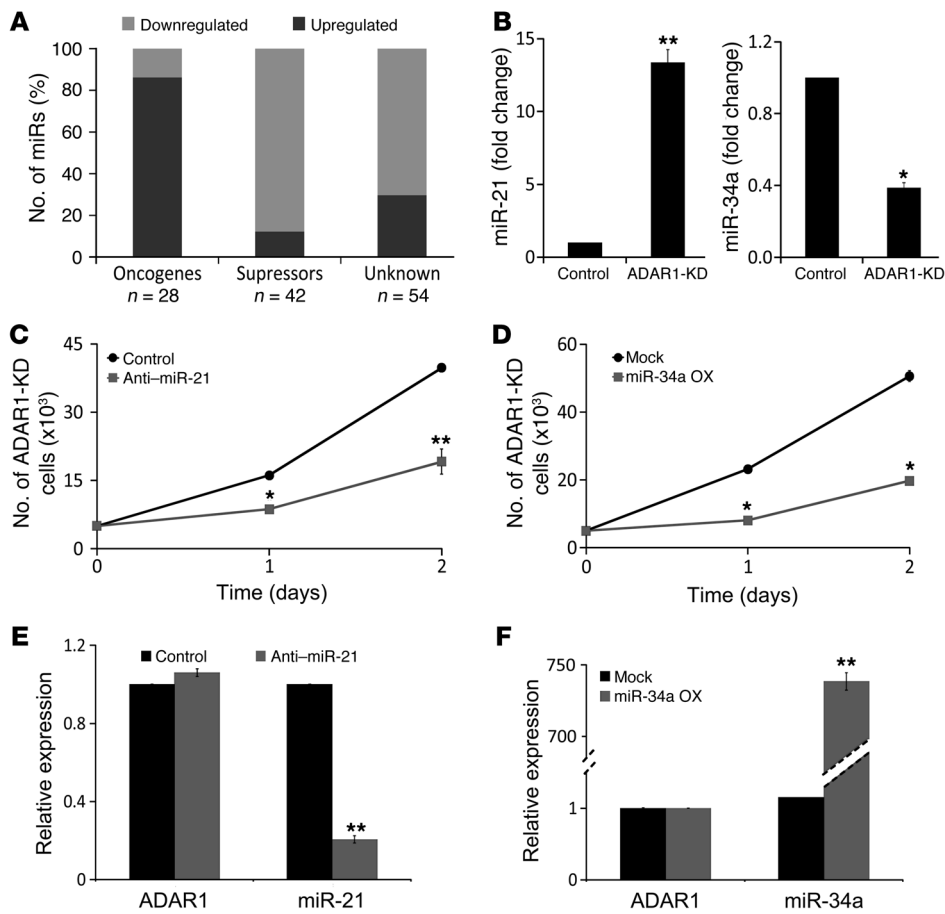 A
Downregulated
Upregulated
No. of miRs (%)
100
80
60
40
20
0
Oncogenes
n = 28
Supressors
n = 42
Unknown
n = 54
B
miR-21 (fold change)
15
10
5
0
**
Control
ADAR1-KD
miR-34a (fold change)
1.2
0.8
0.4
0.0
*
Control
ADAR1-KD
C
No. of ADAR1-KD
cells (x10³)
45
30
15
0
Control
Anti–miR-21
*
**
0
1
2
Time (days)
D
No. of ADAR1-KD
cells (x10³)
60
40
20
0
Mock
miR-34a OX
*
*
0
1
2
Time (days)
E
Relative expression
1.2
0.8
0.4
0
Control
Anti–miR-21
**
ADAR1
miR-21
F
Relative expression
750
700
1
0
Mock
miR-34a OX
**
ADAR1
miR-34a